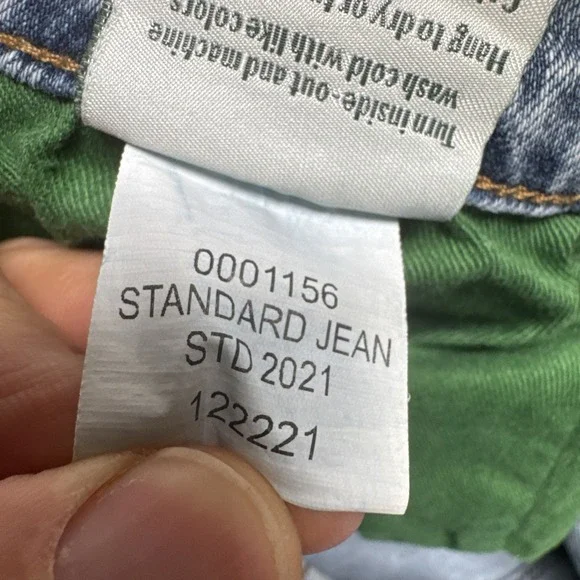 Turn inside-out and machine
wash cold with like colors
Hang to dry or
0001156
STANDARD JEAN
STD 2021
122221